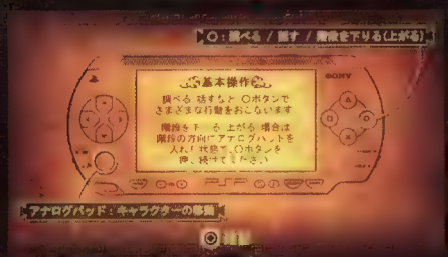 ○：調べる / 話す / 階段を下りる(上がる)
SONY
基本操作
調べる 話すなど ○ボタンで
さまざまな行動をおこないます
階段を下 る 上がる 場合は
階段の方向にアナログパッドを
入れた状態で、○ボタンを
押し続けてください
アナログパッド：キャラクターの移動